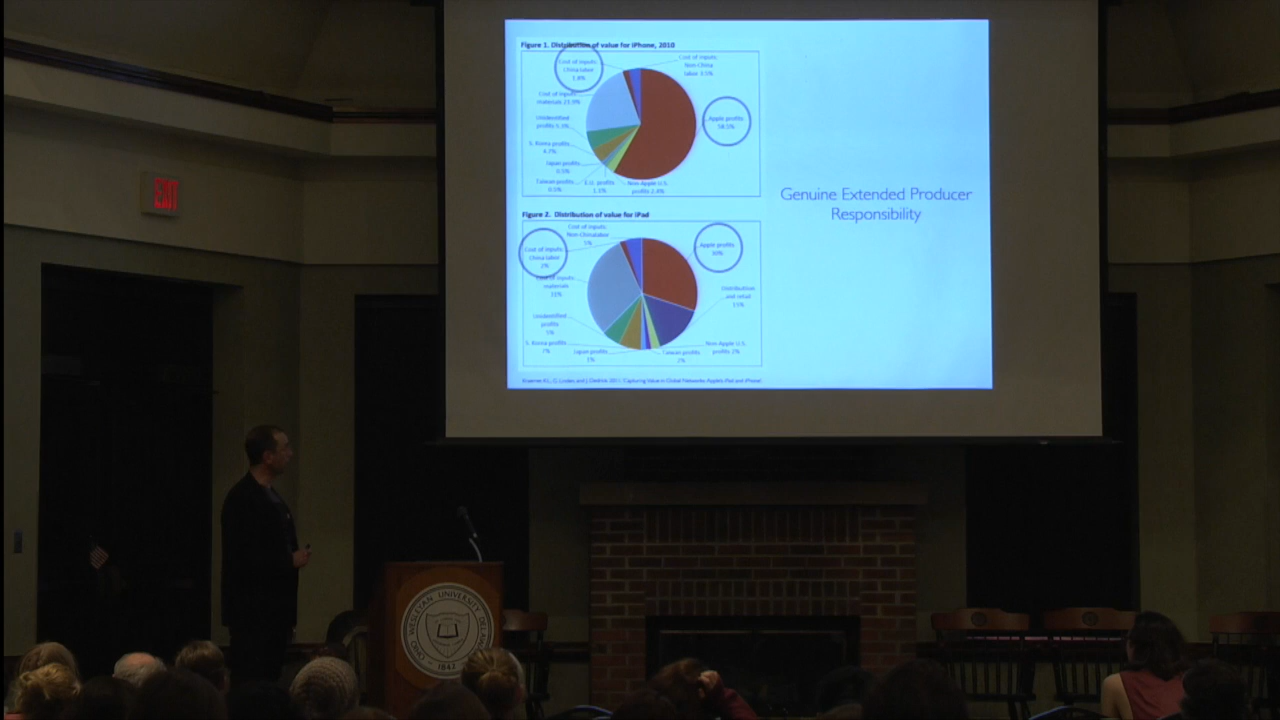 Figure 1. Distribution of value for iPhone, 2010
Cost of inputs:
China labor
1.8%
Cost of inputs:
Non-China
labor 3.5%
Cost of inputs:
materials 21.9%
Apple profits
58.5%
Unidentified
profits 5.3%
S. Korea profits
4.7%
Japan profits
0.5%
Taiwan profits
0.5%
E.U. profits
1.1%
Non-Apple U.S.
profits 2.4%
Genuine Extended Producer
Responsibility
Figure 2. Distribution of value for iPad
Cost of inputs:
Non-China labor
5%
Cost of inputs:
China labor
2%
Apple profits
30%
Cost of inputs:
materials
31%
Distribution
and retail
15%
Unidentified
profits
5%
S. Korea profits
7%
Japan profits
1%
Taiwan profits
2%
Non-Apple U.S.
profits 2%
EXIT
OHIO WESLEYAN UNIVERSITY
1842